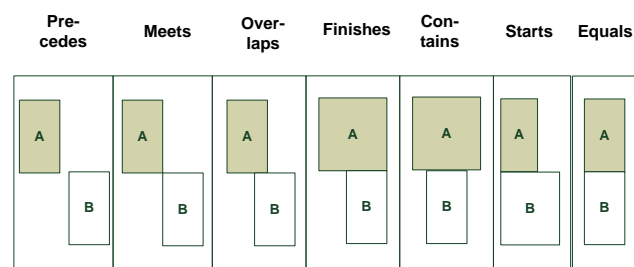 Pre-
cedes
Meets
Over-
laps
Finishes
Con-
tains
Starts
Equals
A
A
A
A
A
A
A
B
B
B
B
B
B
B